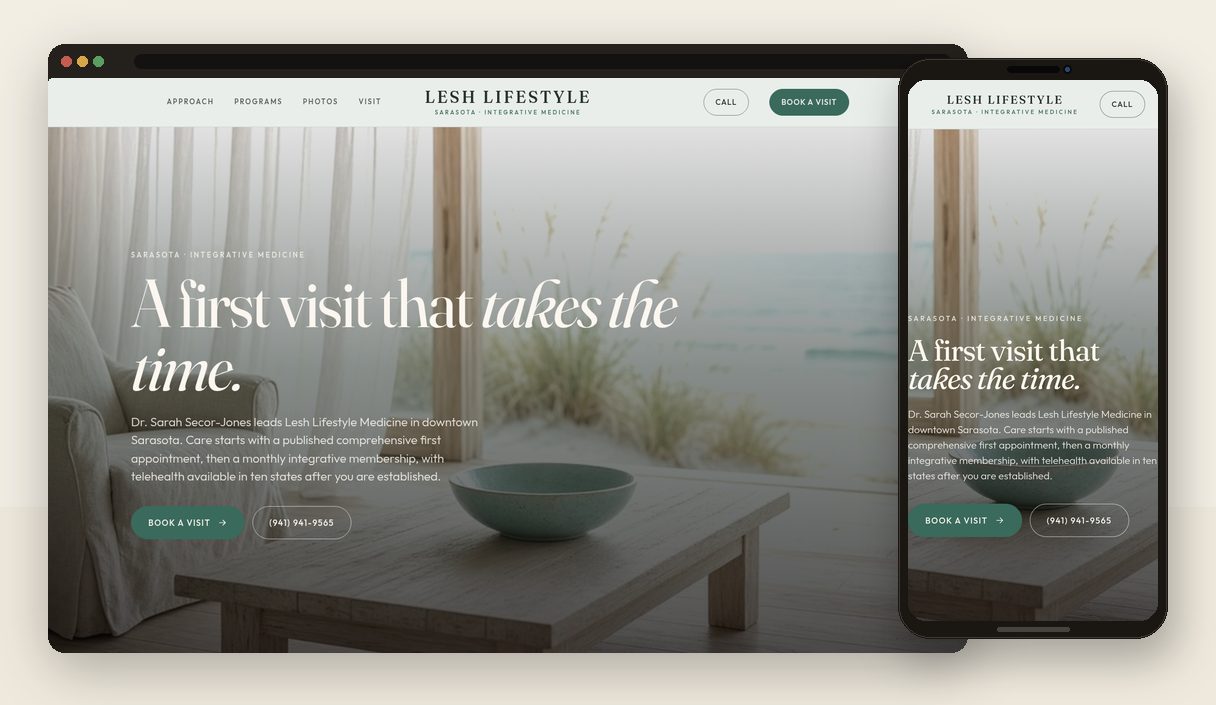 APPROACH PROGRAMS PHOTOS VISIT
LESH LIFESTYLE
SARASOTA · INTEGRATIVE MEDICINE
CALL
BOOK A VISIT
SARASOTA · INTEGRATIVE MEDICINE
A first visit that takes the
time.
Dr. Sarah Secor-Jones leads Lesh Lifestyle Medicine in downtown
Sarasota. Care starts with a published comprehensive first
appointment, then a monthly integrative membership, with
telehealth available in ten states after you are established.
BOOK A VISIT →
(941) 941-9565
LESH LIFESTYLE
SARASOTA · INTEGRATIVE MEDICINE
CALL
SARASOTA · INTEGRATIVE MEDICINE
A first visit that
takes the time.
Dr. Sarah Secor-Jones leads Lesh Lifestyle Medicine in
downtown Sarasota. Care starts with a published
comprehensive first appointment, then a monthly
integrative membership, with telehealth available in ten
states after you are established.
BOOK A VISIT →
(941) 941-9565